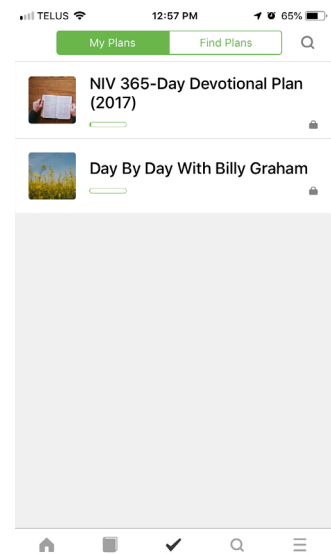 TELUS 12:57 PM 65%
My Plans Find Plans
NIV 365-Day Devotional Plan
(2017)
Day By Day With Billy Graham